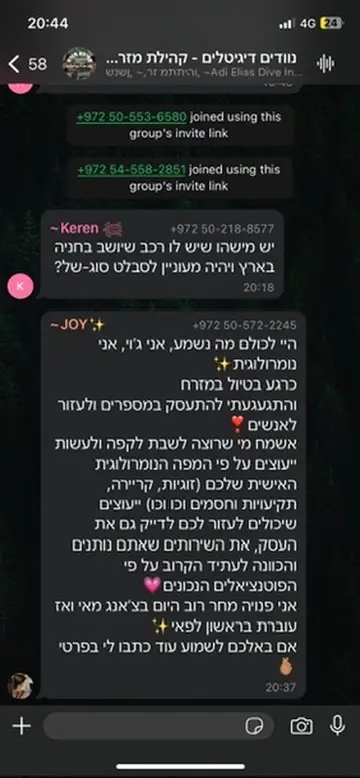 20:44
4G 24
58
נוודים דיגיטלים - קהילת מזר...
~Adi Elias Dive In...
+972 50-553-6580 joined using this
group's invite link
+972 54-558-2851 joined using this
group's invite link
~Keren
+972 50-218-8577
יש מישהו שיש לו רכב שיושב בחניה
בארץ ויהיה מעוניין לסבלט סוג-של?
20:18
K
~JOY✨
+972 50-572-2245
היי לכולם מה נשמע, אני ג'וי, אני
נומרולוגית✨
כרגע בטיול במזרח
והתגעגעתי להתעסק במספרים ולעזור
לאנשים❣️
אשמח מי שרוצה לשבת לקפה ולעשות
ייעוצים על פי המפה הנומרולוגית
האישית שלכם (זוגיות, קריירה,
תקיעויות וחסמים וכו וכו) ייעוצים
שיכולים לעזור לכם לדייק גם את
העסק, את השירותים שאתם נותנים
והכוונה לעתיד הקרוב על פי
הפוטנציאלים הנכונים💗
אני פנויה מחר רוב היום בצ'אנג מאי ואז
עוברת בראשון לפאי✨
אם באלכם לשמוע עוד כתבו לי בפרטי
🫰🏼
20:37